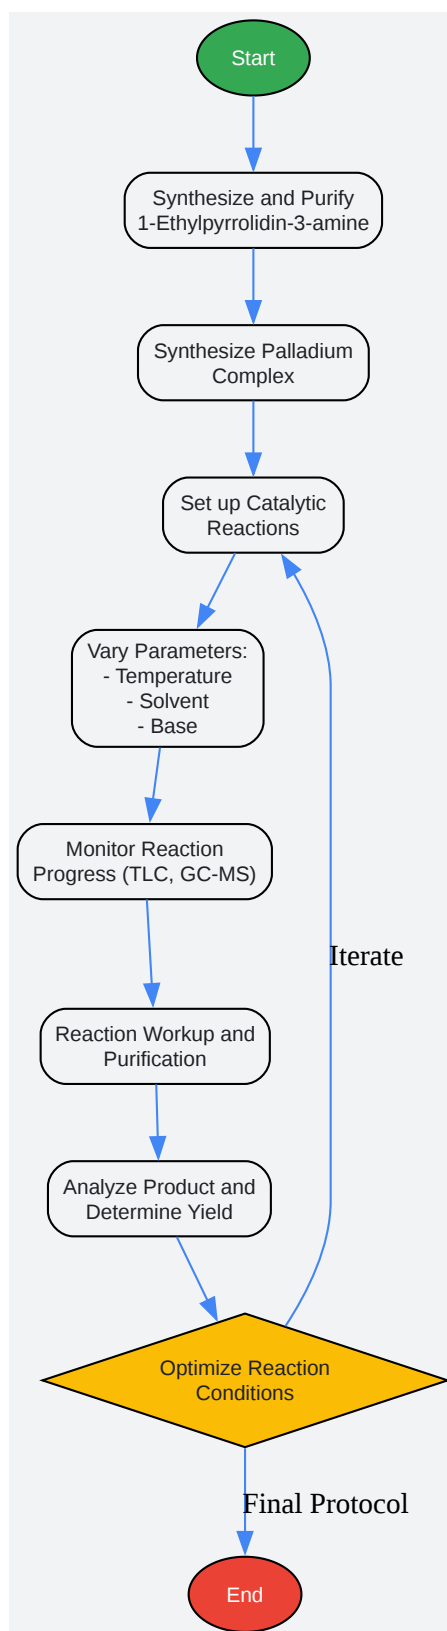 Start
Synthesize and Purify
1-Ethylpyrrolidin-3-amine
Synthesize Palladium
Complex
Set up Catalytic
Reactions
Vary Parameters:
- Temperature
- Solvent
- Base
Monitor Reaction
Progress (TLC, GC-MS)
Iterate
Reaction Workup and
Purification
Analyze Product and
Determine Yield
Optimize Reaction
Conditions
Final Protocol
End